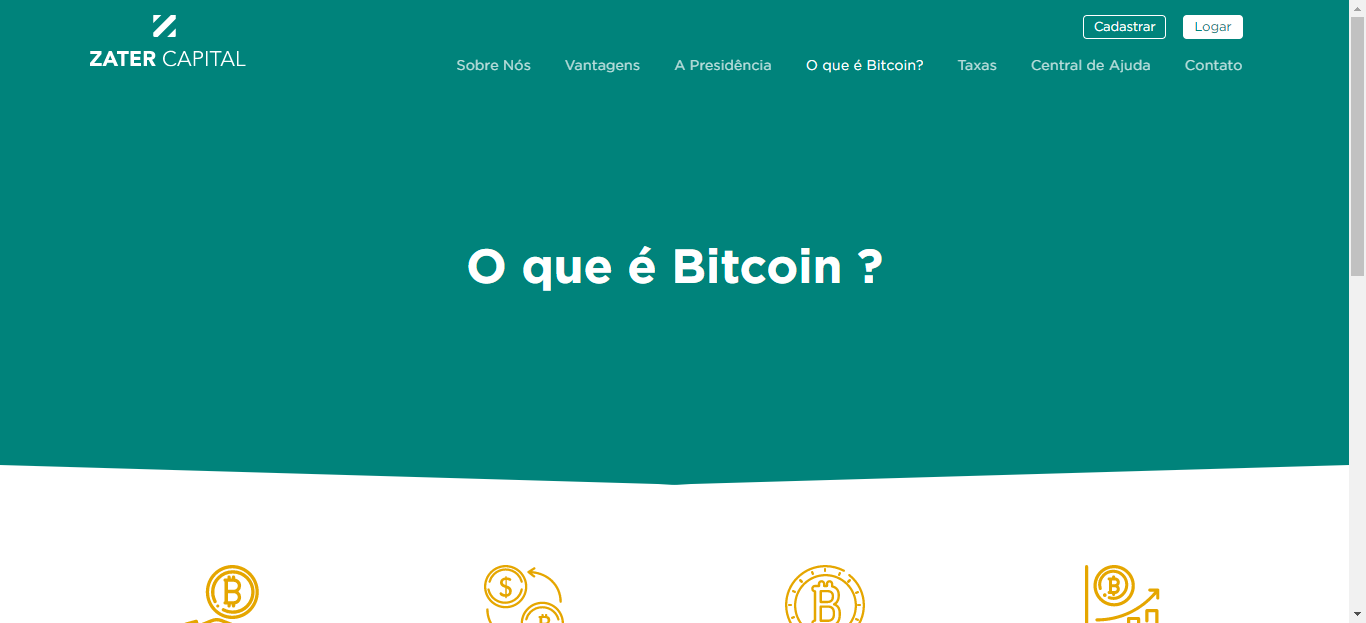 Cadastrar
Logar
ZATER CAPITAL
Sobre Nós
Vantagens
A Presidência
O que é Bitcoin?
Taxas
Central de Ajuda
Contato
O que é Bitcoin ?